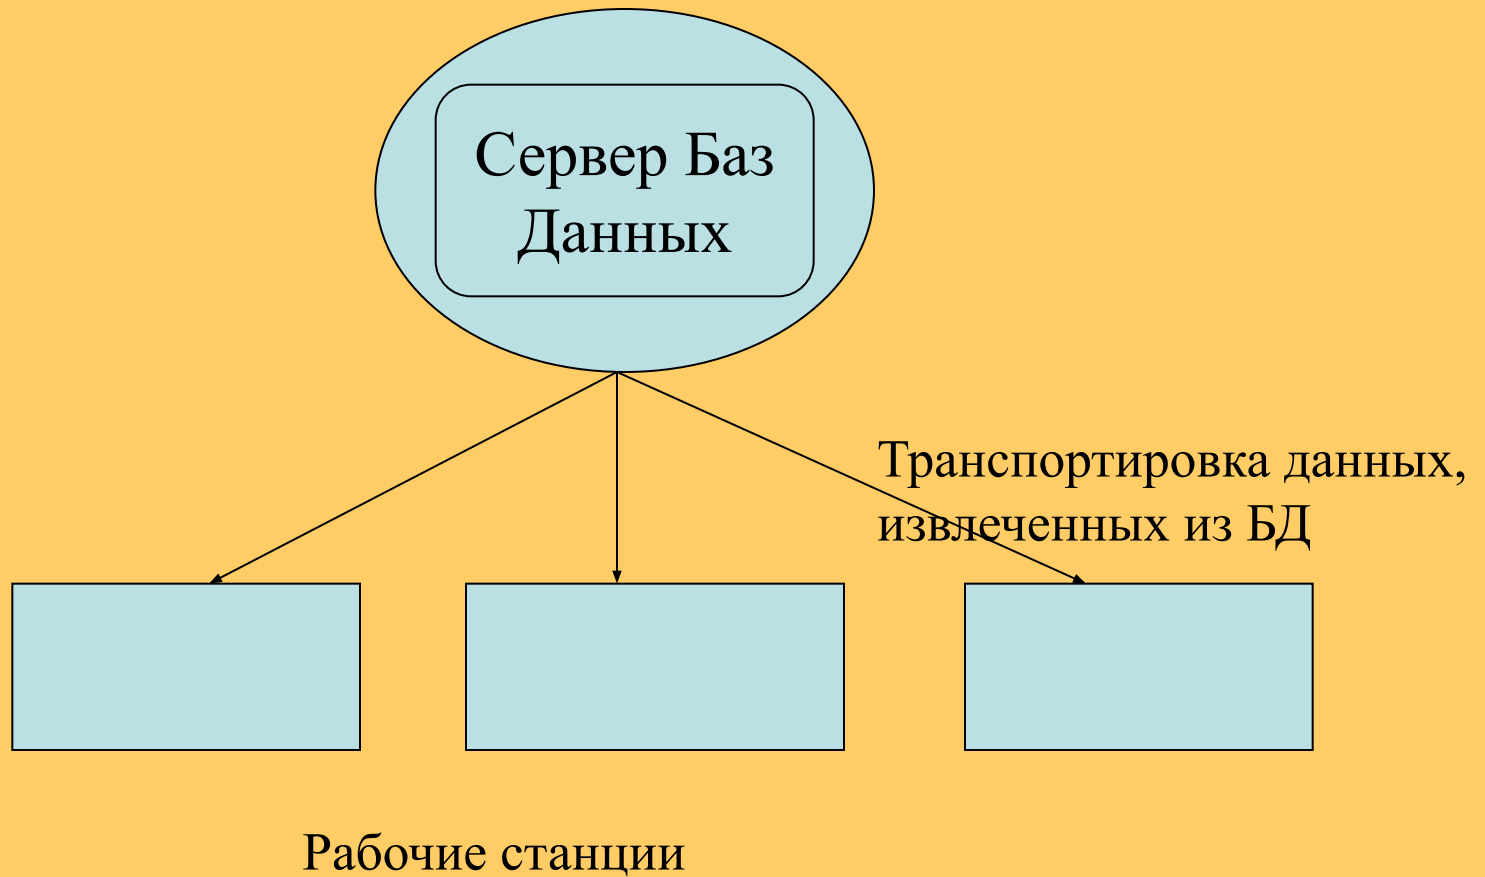 Сервер Баз
Данных
Транспортировка данных,
извлеченных из БД
Рабочие станции